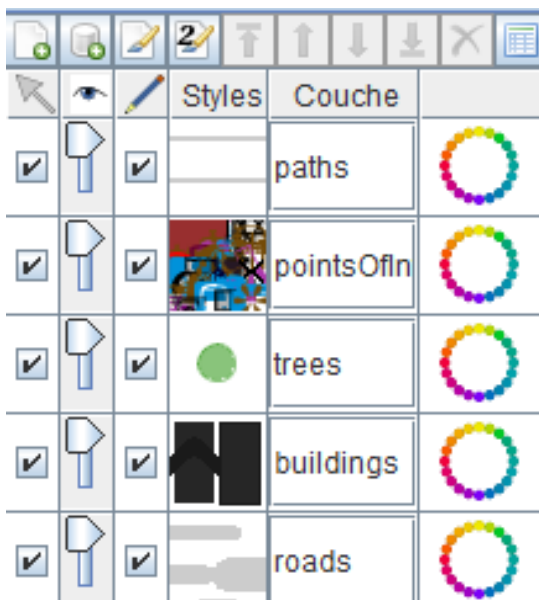 2
Styles Couche
paths
pointsOfIn
trees
buildings
roads